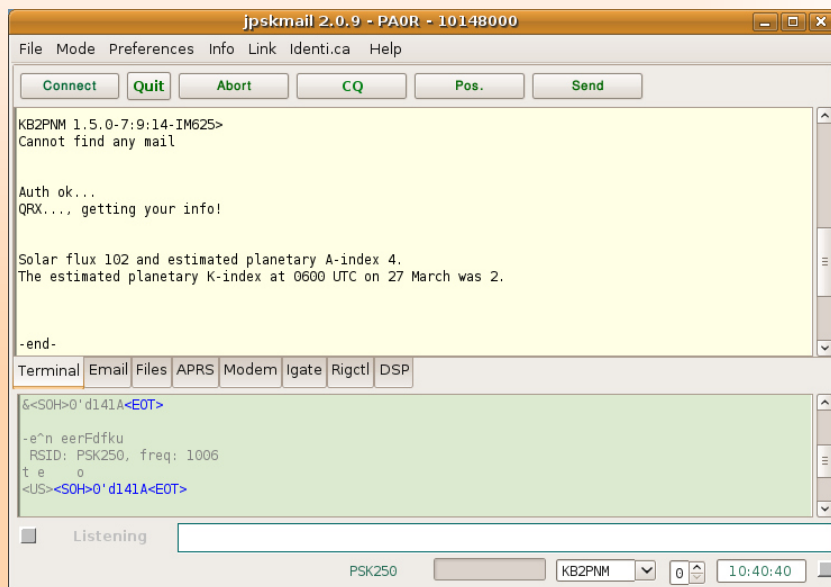 jpskmail 2.0.9 - PA0R - 10148000
File Mode Preferences Info Link Identi.ca Help
Connect Quit Abort CQ Pos. Send
KB2PNM 1.5.0-7:9:14-IM625>
Cannot find any mail
Auth ok...
QRX..., getting your info!
Solar flux 102 and estimated planetary A-index 4.
The estimated planetary K-index at 0600 UTC on 27 March was 2.
-end-
Terminal Email Files APRS Modem Igate Rigctl DSP
&<SOH>0'd141A<EOT>
-e^n eerFdfku
RSID: PSK250, freq: 1006
t e o
<US><SOH>0'd141A<EOT>
Listening
PSK250 KB2PNM 0 10:40:40